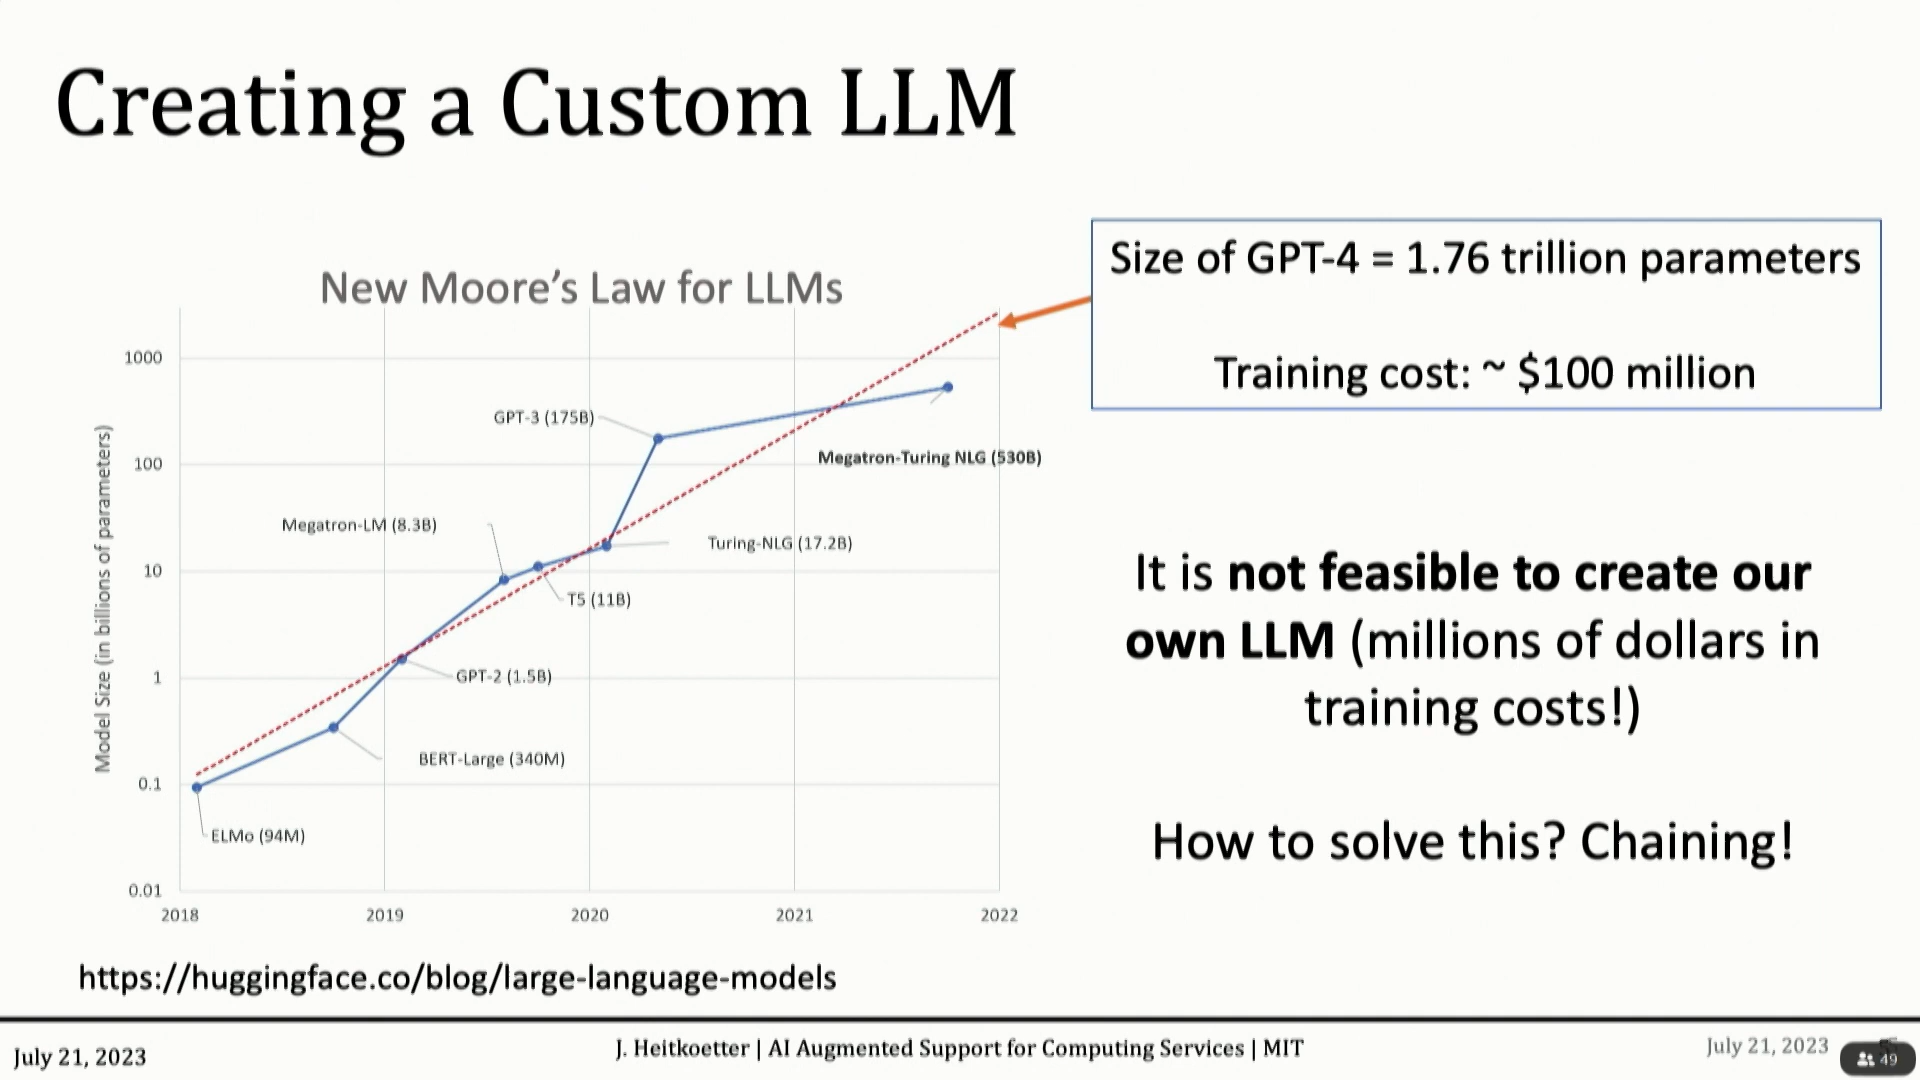 Creating a Custom LLM
New Moore's Law for LLMs
Size of GPT-4 = 1.76 trillion parameters
Training cost: ~ $100 million
Model Size (in billions of parameters)
1000
100
10
1
0.1
0.01
2018
2019
2020
2021
2022
GPT-3 (175B)
Megatron-Turing NLG (530B)
Megatron-LM (8.3B)
Turing-NLG (17.2B)
T5 (11B)
GPT-2 (1.5B)
BERT-Large (340M)
ELMo (94M)
It is not feasible to create our
own LLM (millions of dollars in
training costs!)
How to solve this? Chaining!
https://huggingface.co/blog/large-language-models
July 21, 2023
J. Heitkoetter | AI Augmented Support for Computing Services | MIT
July 21, 2023
49